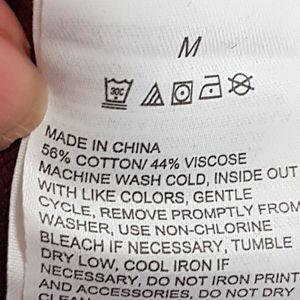 M
30C
MADE IN CHINA
56% COTTON/ 44% VISCOSE
MACHINE WASH COLD, INSIDE OUT
WITH LIKE COLORS, GENTLE
CYCLE, REMOVE PROMPTLY FROM
WASHER, USE NON-CHLORINE
BLEACH IF NECESSARY, TUMBLE
DRY LOW, COOL IRON IF
NECESSARY, DO NOT IRON PRINT
AND ACCESSORIES, DO NOT DRY
CLEAN